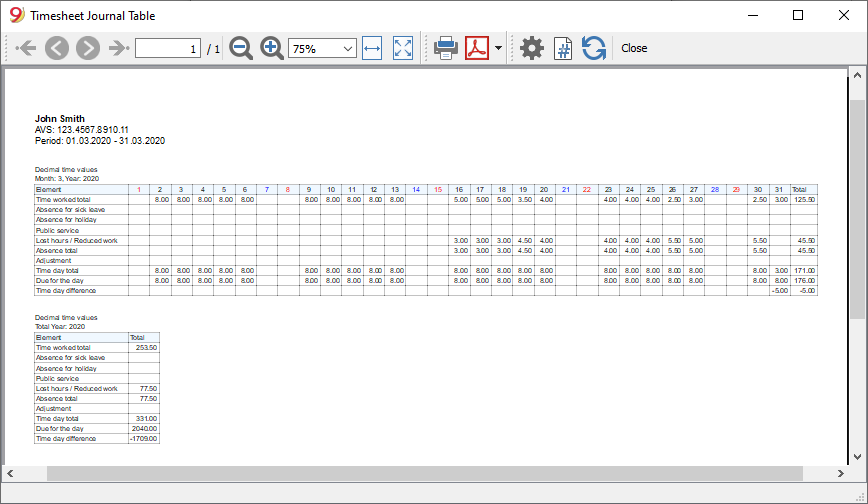 Timesheet Journal Table
1 / 1 75% Close
John Smith
AVS: 123.4567.8910.11
Period: 01.03.2020 - 31.03.2020
Decimal time values
Month: 3, Year: 2020
Element 1 2 3 4 5 6 7 8 9 10 11 12 13 14 15 16 17 18 19 20 21 22 23 24 25 26 27 28 29 30 31 Total
Time worked total 8.00 8.00 8.00 8.00 8.00 8.00 8.00 8.00 8.00 8.00 5.00 5.00 5.00 3.50 4.00 4.00 4.00 4.00 2.50 3.00 2.50 3.00 125.50
Absence for sick leave
Absence for holiday
Public service
Lost hours / Reduced work 3.00 3.00 3.00 4.50 4.00 4.00 4.00 4.00 5.50 5.00 5.50 45.50
Absence total 3.00 3.00 3.00 4.50 4.00 4.00 4.00 4.00 5.50 5.00 5.50 45.50
Adjustment
Time day total 8.00 8.00 8.00 8.00 8.00 8.00 8.00 8.00 8.00 8.00 8.00 8.00 8.00 8.00 8.00 8.00 8.00 8.00 8.00 8.00 8.00 3.00 171.00
Due for the day 8.00 8.00 8.00 8.00 8.00 8.00 8.00 8.00 8.00 8.00 8.00 8.00 8.00 8.00 8.00 8.00 8.00 8.00 8.00 8.00 8.00 8.00 176.00
Time day difference -5.00 -5.00
Decimal time values
Total Year: 2020
Element Total
Time worked total 253.50
Absence for sick leave
Absence for holiday
Public service
Lost hours / Reduced work 77.50
Absence total 77.50
Adjustment
Time day total 331.00
Due for the day 2040.00
Time day difference -1709.00